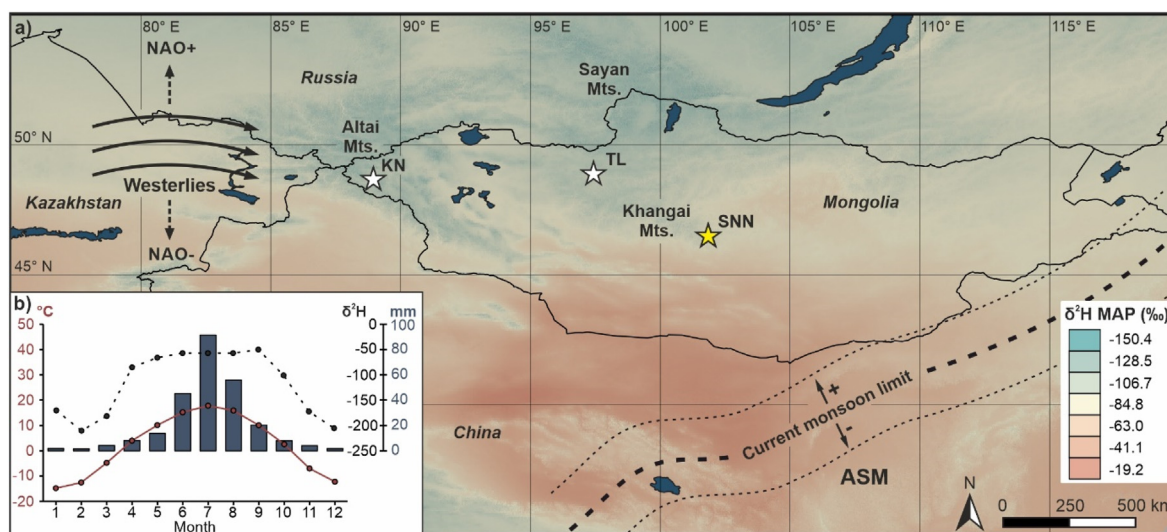 a)
80° E
85° E
90° E
95° E
100° E
105° E
110° E
115° E
NAO+
Russia
Sayan
Mts.
50° N
Altai
Mts.
KN
TL
Westerlies
Kazakhstan
Khangai
Mts.
SNN
Mongolia
NAO-
45° N
China
+
Current monsoon limit
-
ASM
N
0 250 500 km
δ²H MAP (‰)
-150.4
-128.5
-106.7
-84.8
-63.0
-41.1
-19.2
b)
°C δ²H mm
50 0 100
40 -50 80
30 -100 60
20 -150 40
10 -200 20
0 -250 0
-10
-20
1 2 3 4 5 6 7 8 9 10 11 12
Month